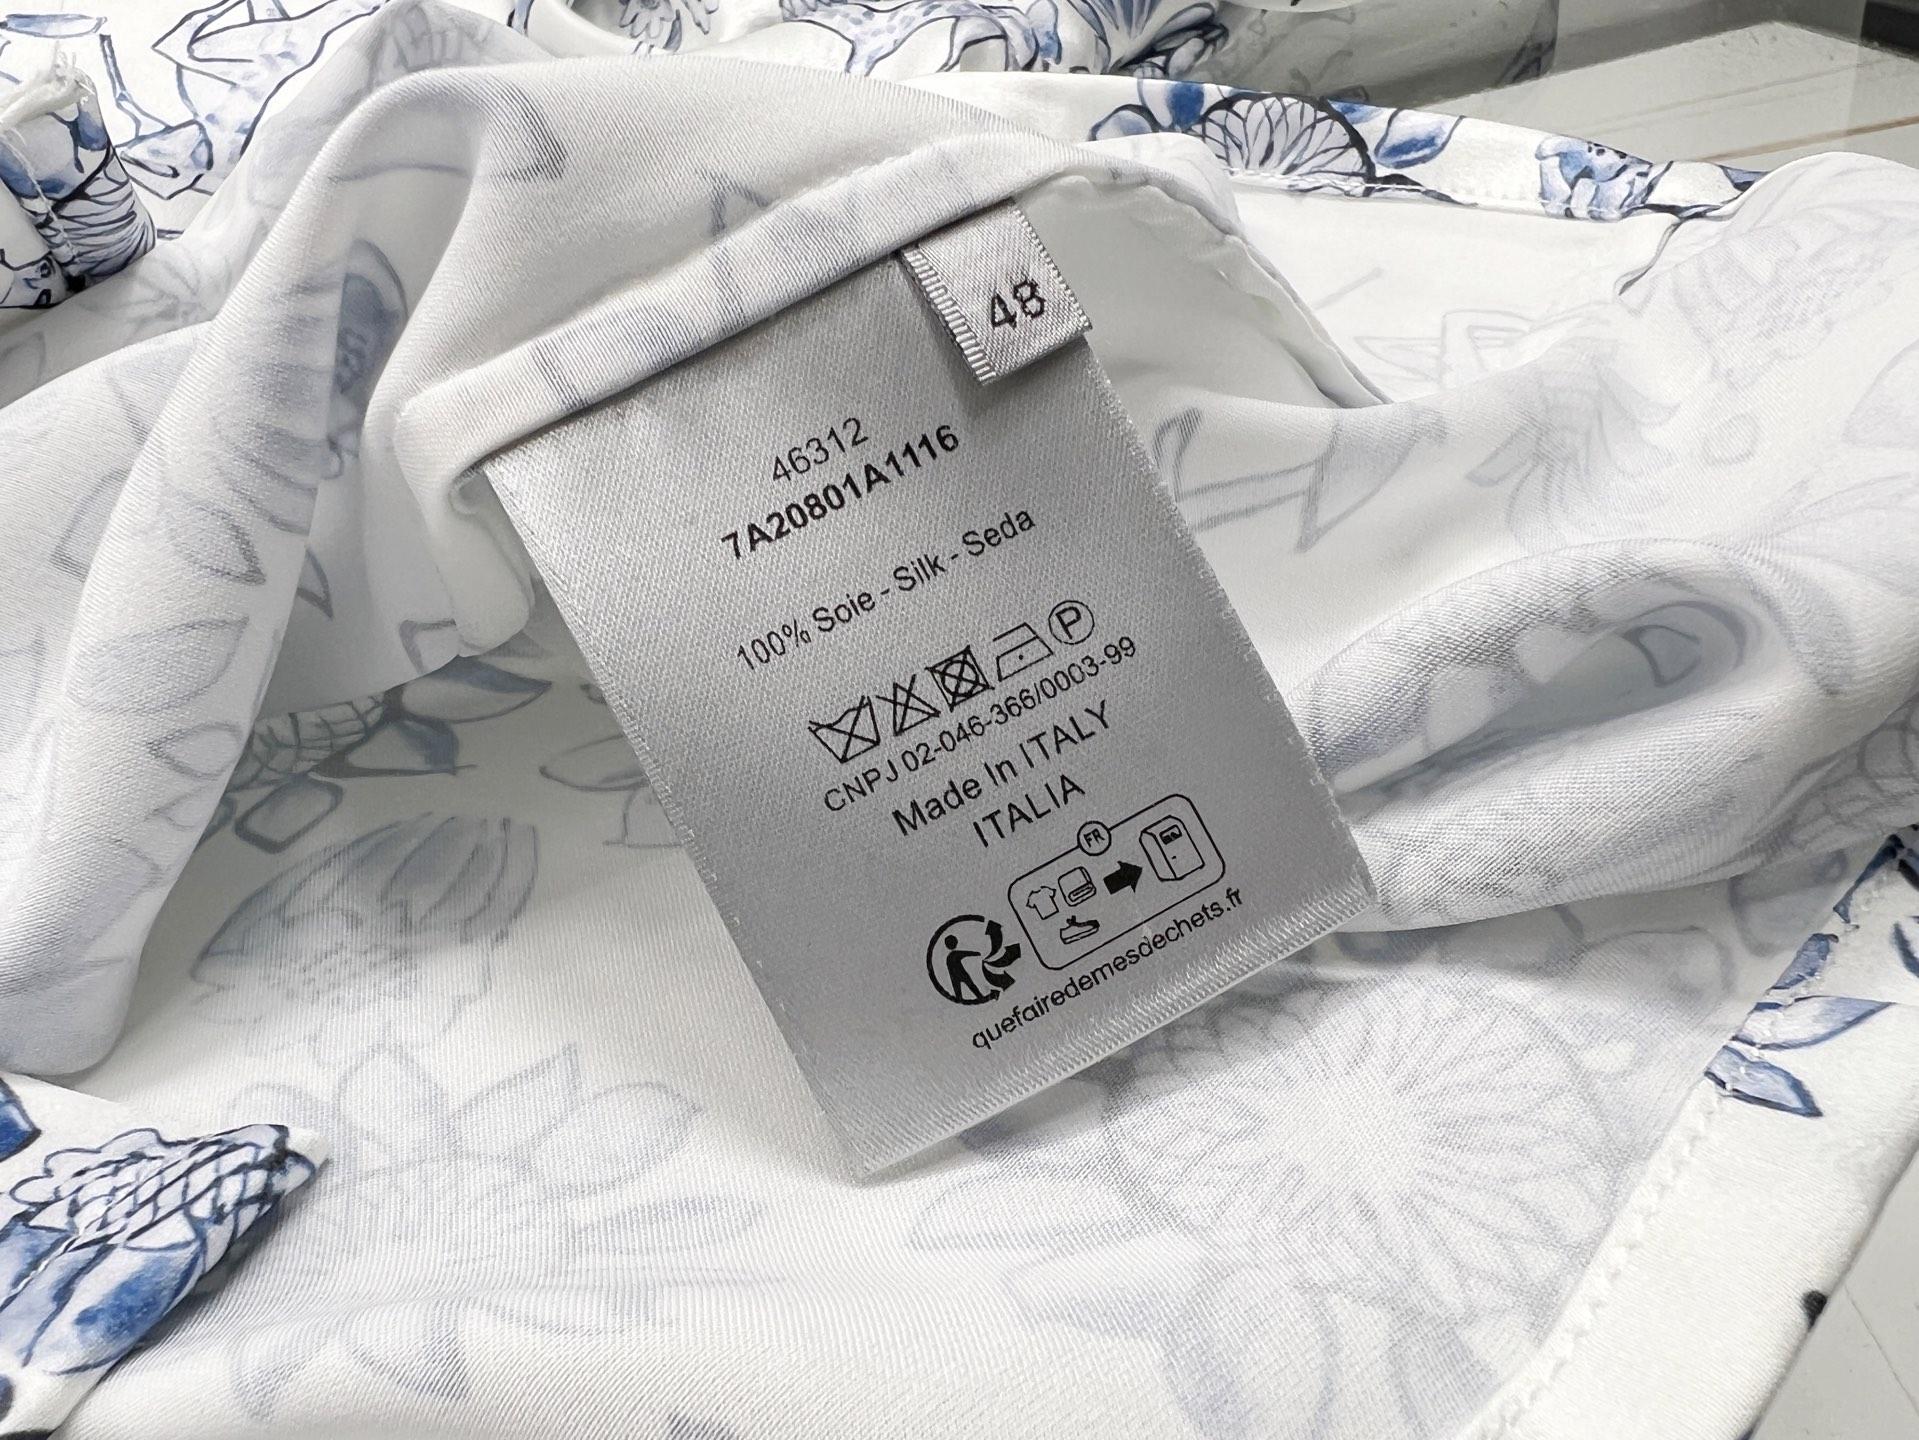 48
46312
7A20801A1116
100% Soie - Silk - Seda
P
CNPJ 02-046-366/0003-99
Made In ITALY
ITALIA
FR
quefairedemesdechets.fr